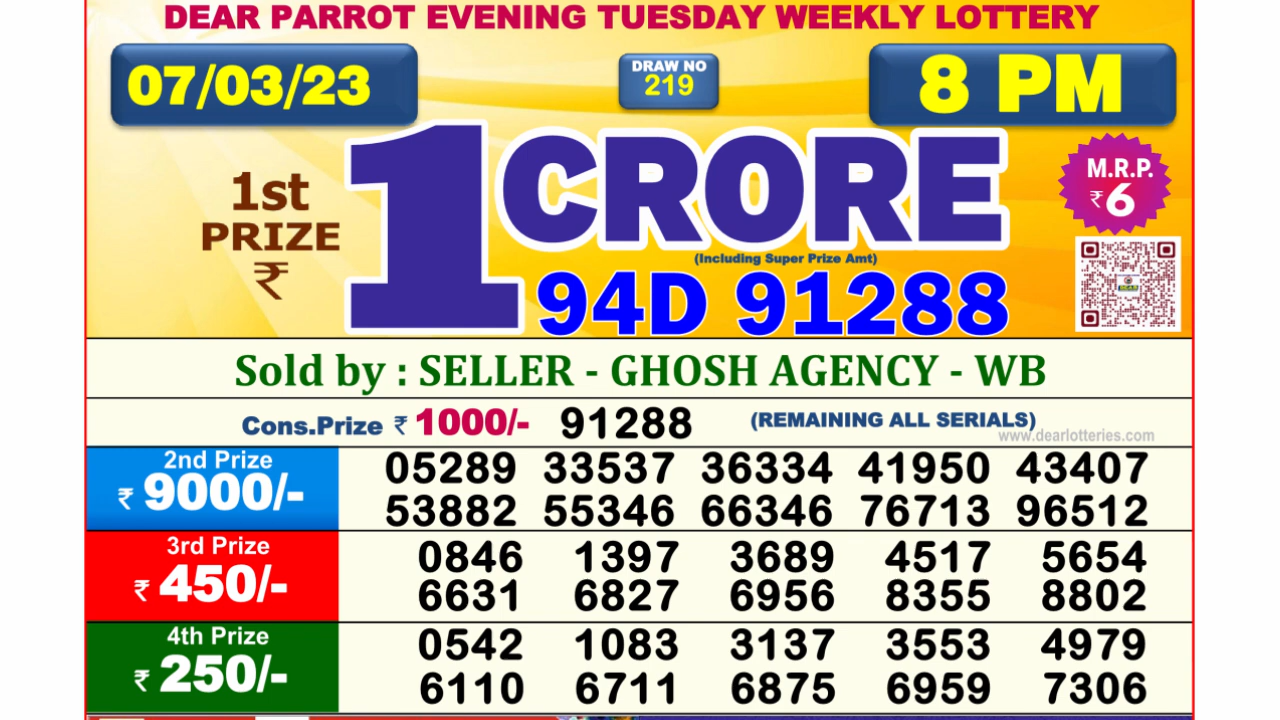 DEAR PARROT EVENING TUESDAY WEEKLY LOTTERY
07/03/23
DRAW NO
219
8 PM
1st
PRIZE
₹
1 CRORE
(Including Super Prize Amt)
M.R.P.
₹ 6
94D 91288
Sold by : SELLER - GHOSH AGENCY - WB
Cons.Prize ₹ 1000/- 91288 (REMAINING ALL SERIALS)
www.dearlotteries.com
2nd Prize
₹ 9000/-
05289 33537 36334 41950 43407
53882 55346 66346 76713 96512
3rd Prize
₹ 450/-
0846 1397 3689 4517 5654
6631 6827 6956 8355 8802
4th Prize
₹ 250/-
0542 1083 3137 3553 4979
6110 6711 6875 6959 7306